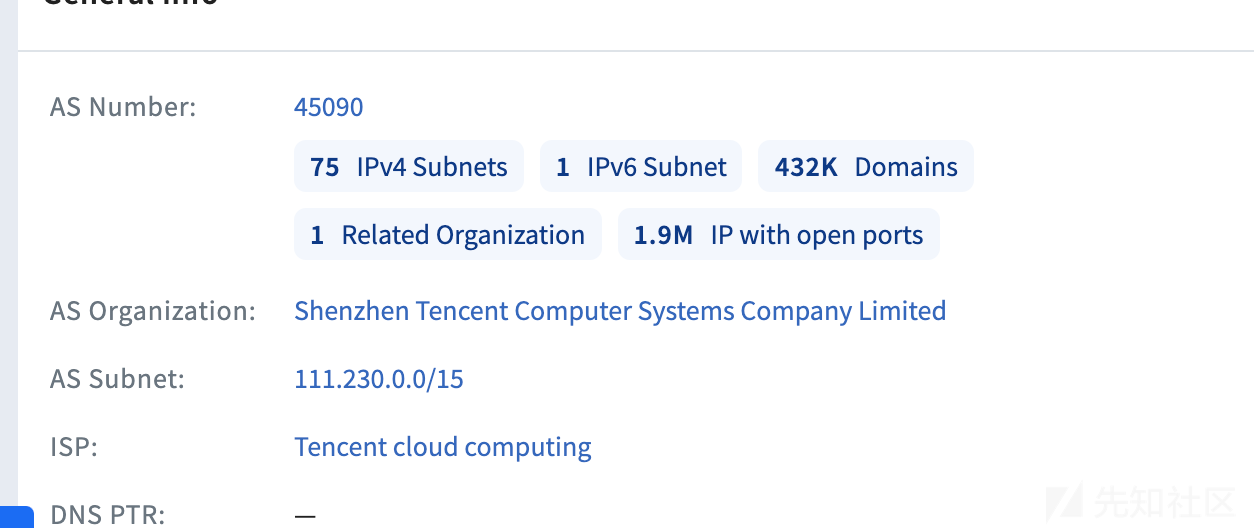 General Info
AS Number: 45090
75 IPv4 Subnets 1 IPv6 Subnet 432K Domains
1 Related Organization 1.9M IP with open ports
AS Organization: Shenzhen Tencent Computer Systems Company Limited
AS Subnet: 111.230.0.0/15
ISP: Tencent cloud computing
DNS PTR: —
先知社区